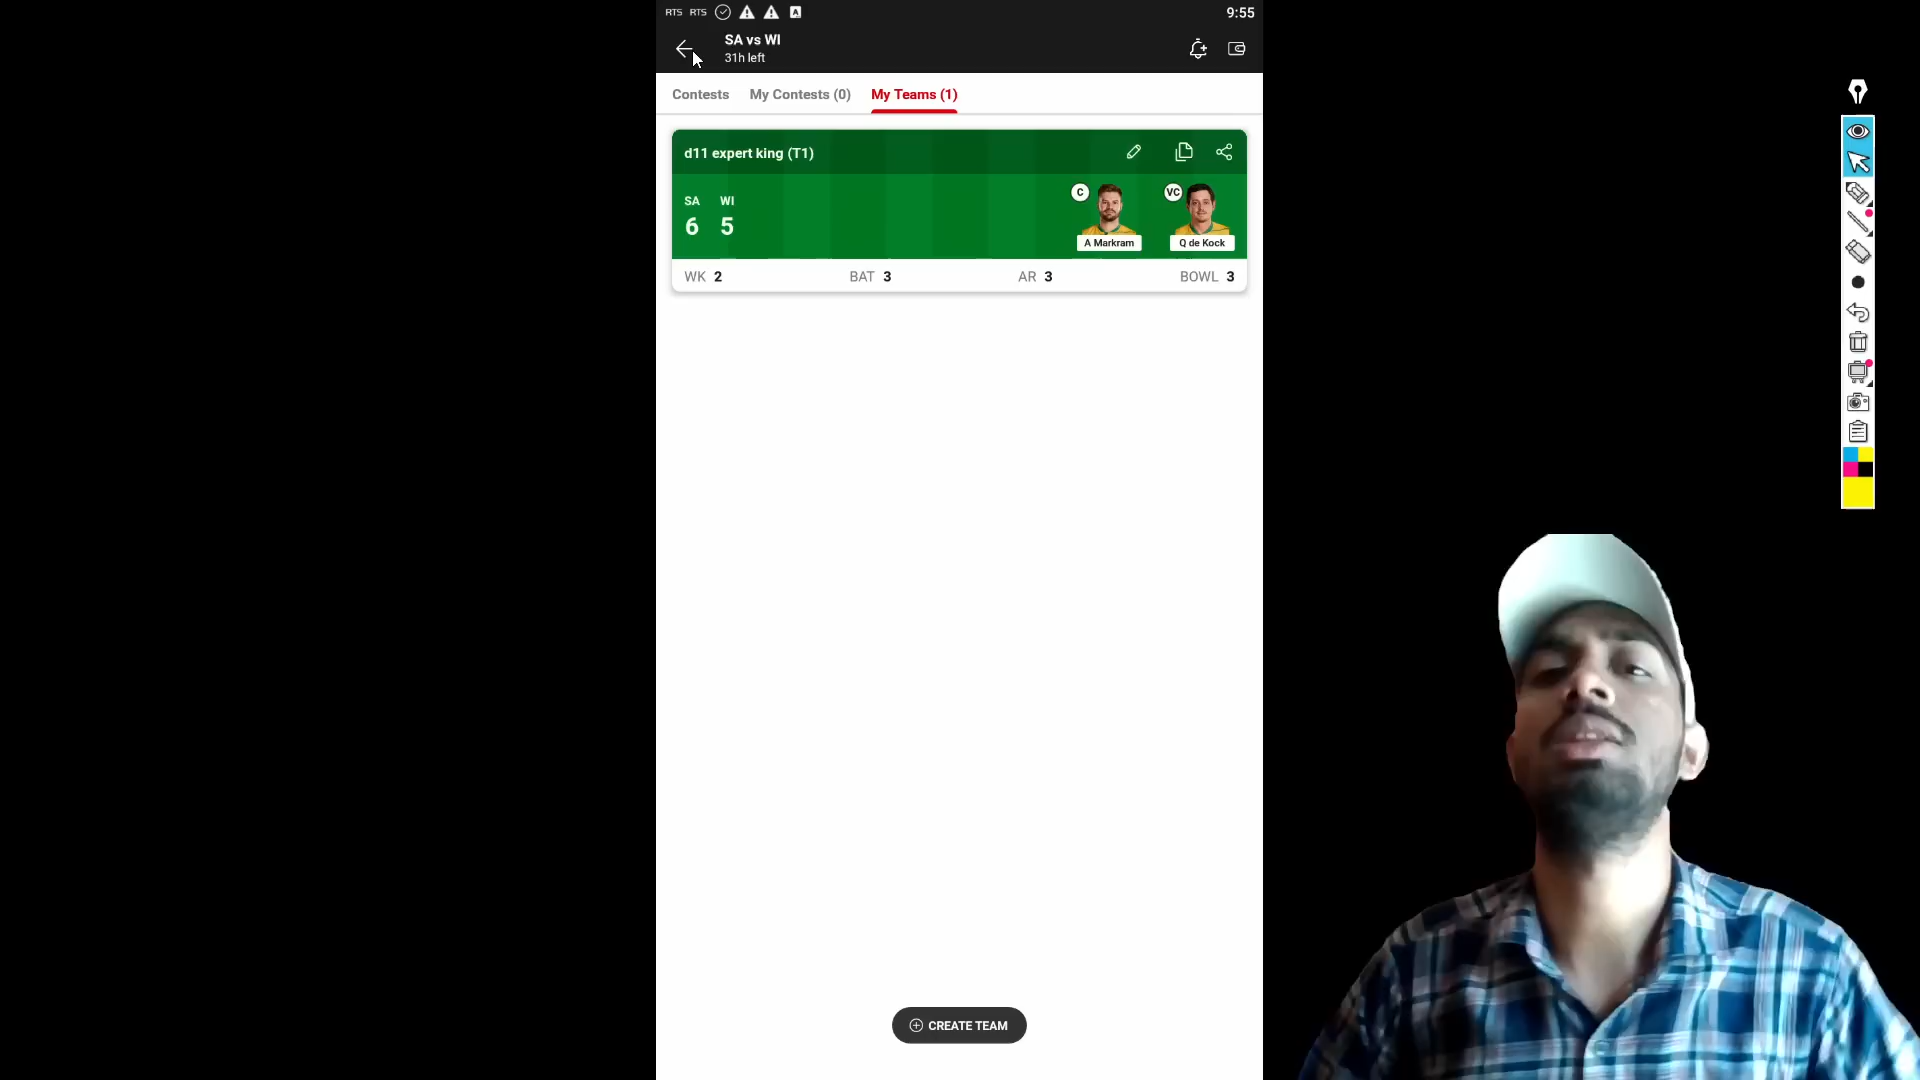 RTS RTS A 9:55
SA vs WI
31h left
Contests My Contests (0) My Teams (1)
d11 expert king (T1)
SA WI
6 5
C VC
A Markram Q de Kock
WK 2 BAT 3 AR 3 BOWL 3
CREATE TEAM